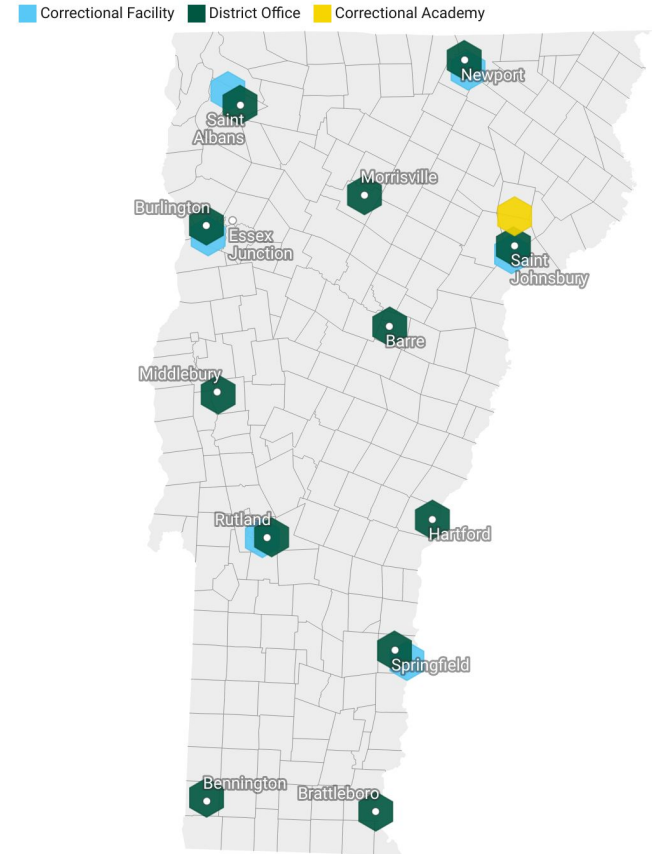 Correctional Facility District Office Correctional Academy
Newport
Saint
Albans
Morrisville
Burlington
Essex
Junction
Saint
Johnsbury
Barre
Middlebury
Rutland
Hartford
Springfield
Bennington
Brattleboro